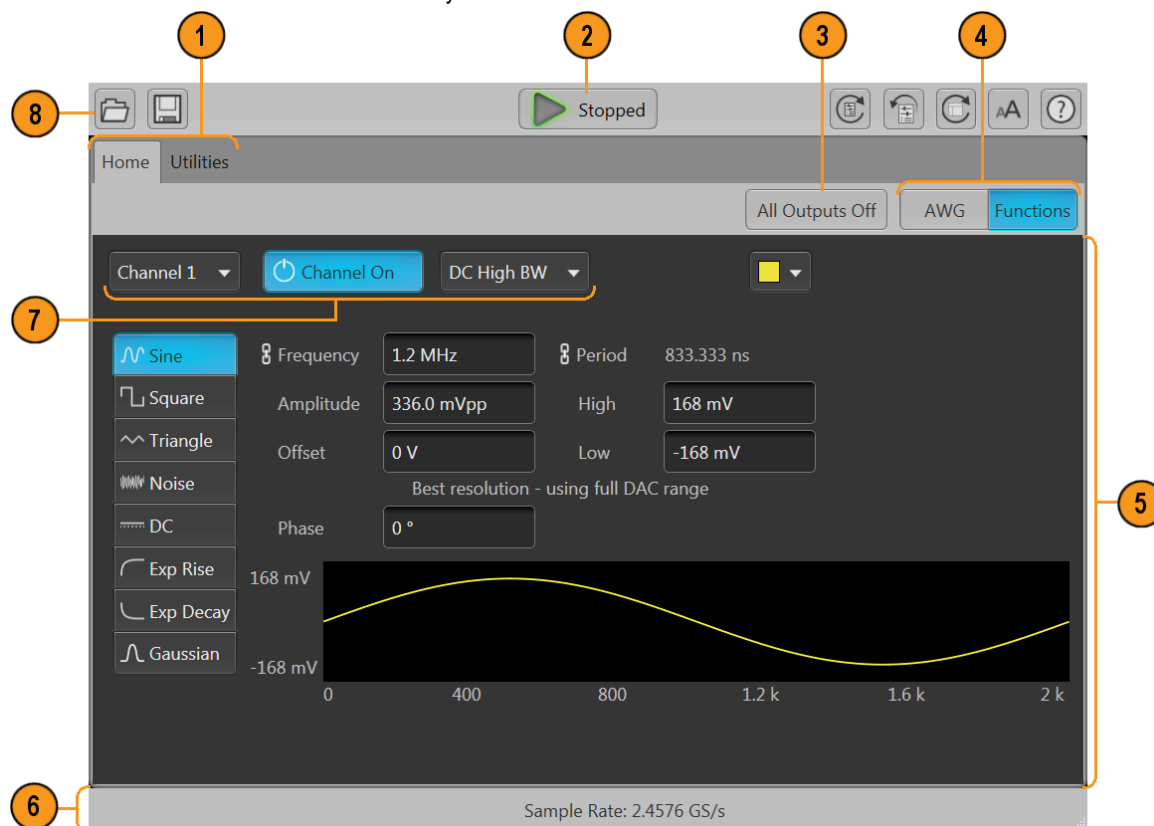 1
2
3
4
8
Stopped
AA
?
Home Utilities
All Outputs Off AWG Functions
Channel 1 Channel On DC High BW
7
Sine Frequency 1.2 MHz Period 833.333 ns
Square Amplitude 336.0 mVpp High 168 mV
Triangle Offset 0 V Low -168 mV
Noise Best resolution - using full DAC range
5
DC Phase 0 °
Exp Rise 168 mV
Exp Decay
Gaussian -168 mV
0 400 800 1.2 k 1.6 k 2 k
6
Sample Rate: 2.4576 GS/s